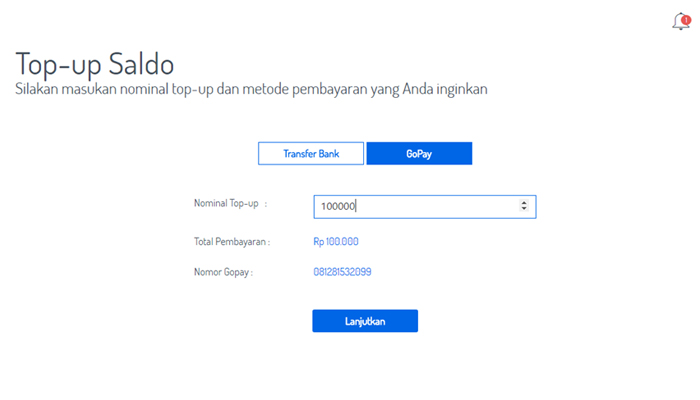 1
Top-up Saldo
Silakan masukan nominal top-up dan metode pembayaran yang Anda inginkan
Transfer Bank GoPay
Nominal Top-up : 100000
Total Pembayaran : Rp 100.000
Nomor Gopay : 081281532099
Lanjutkan